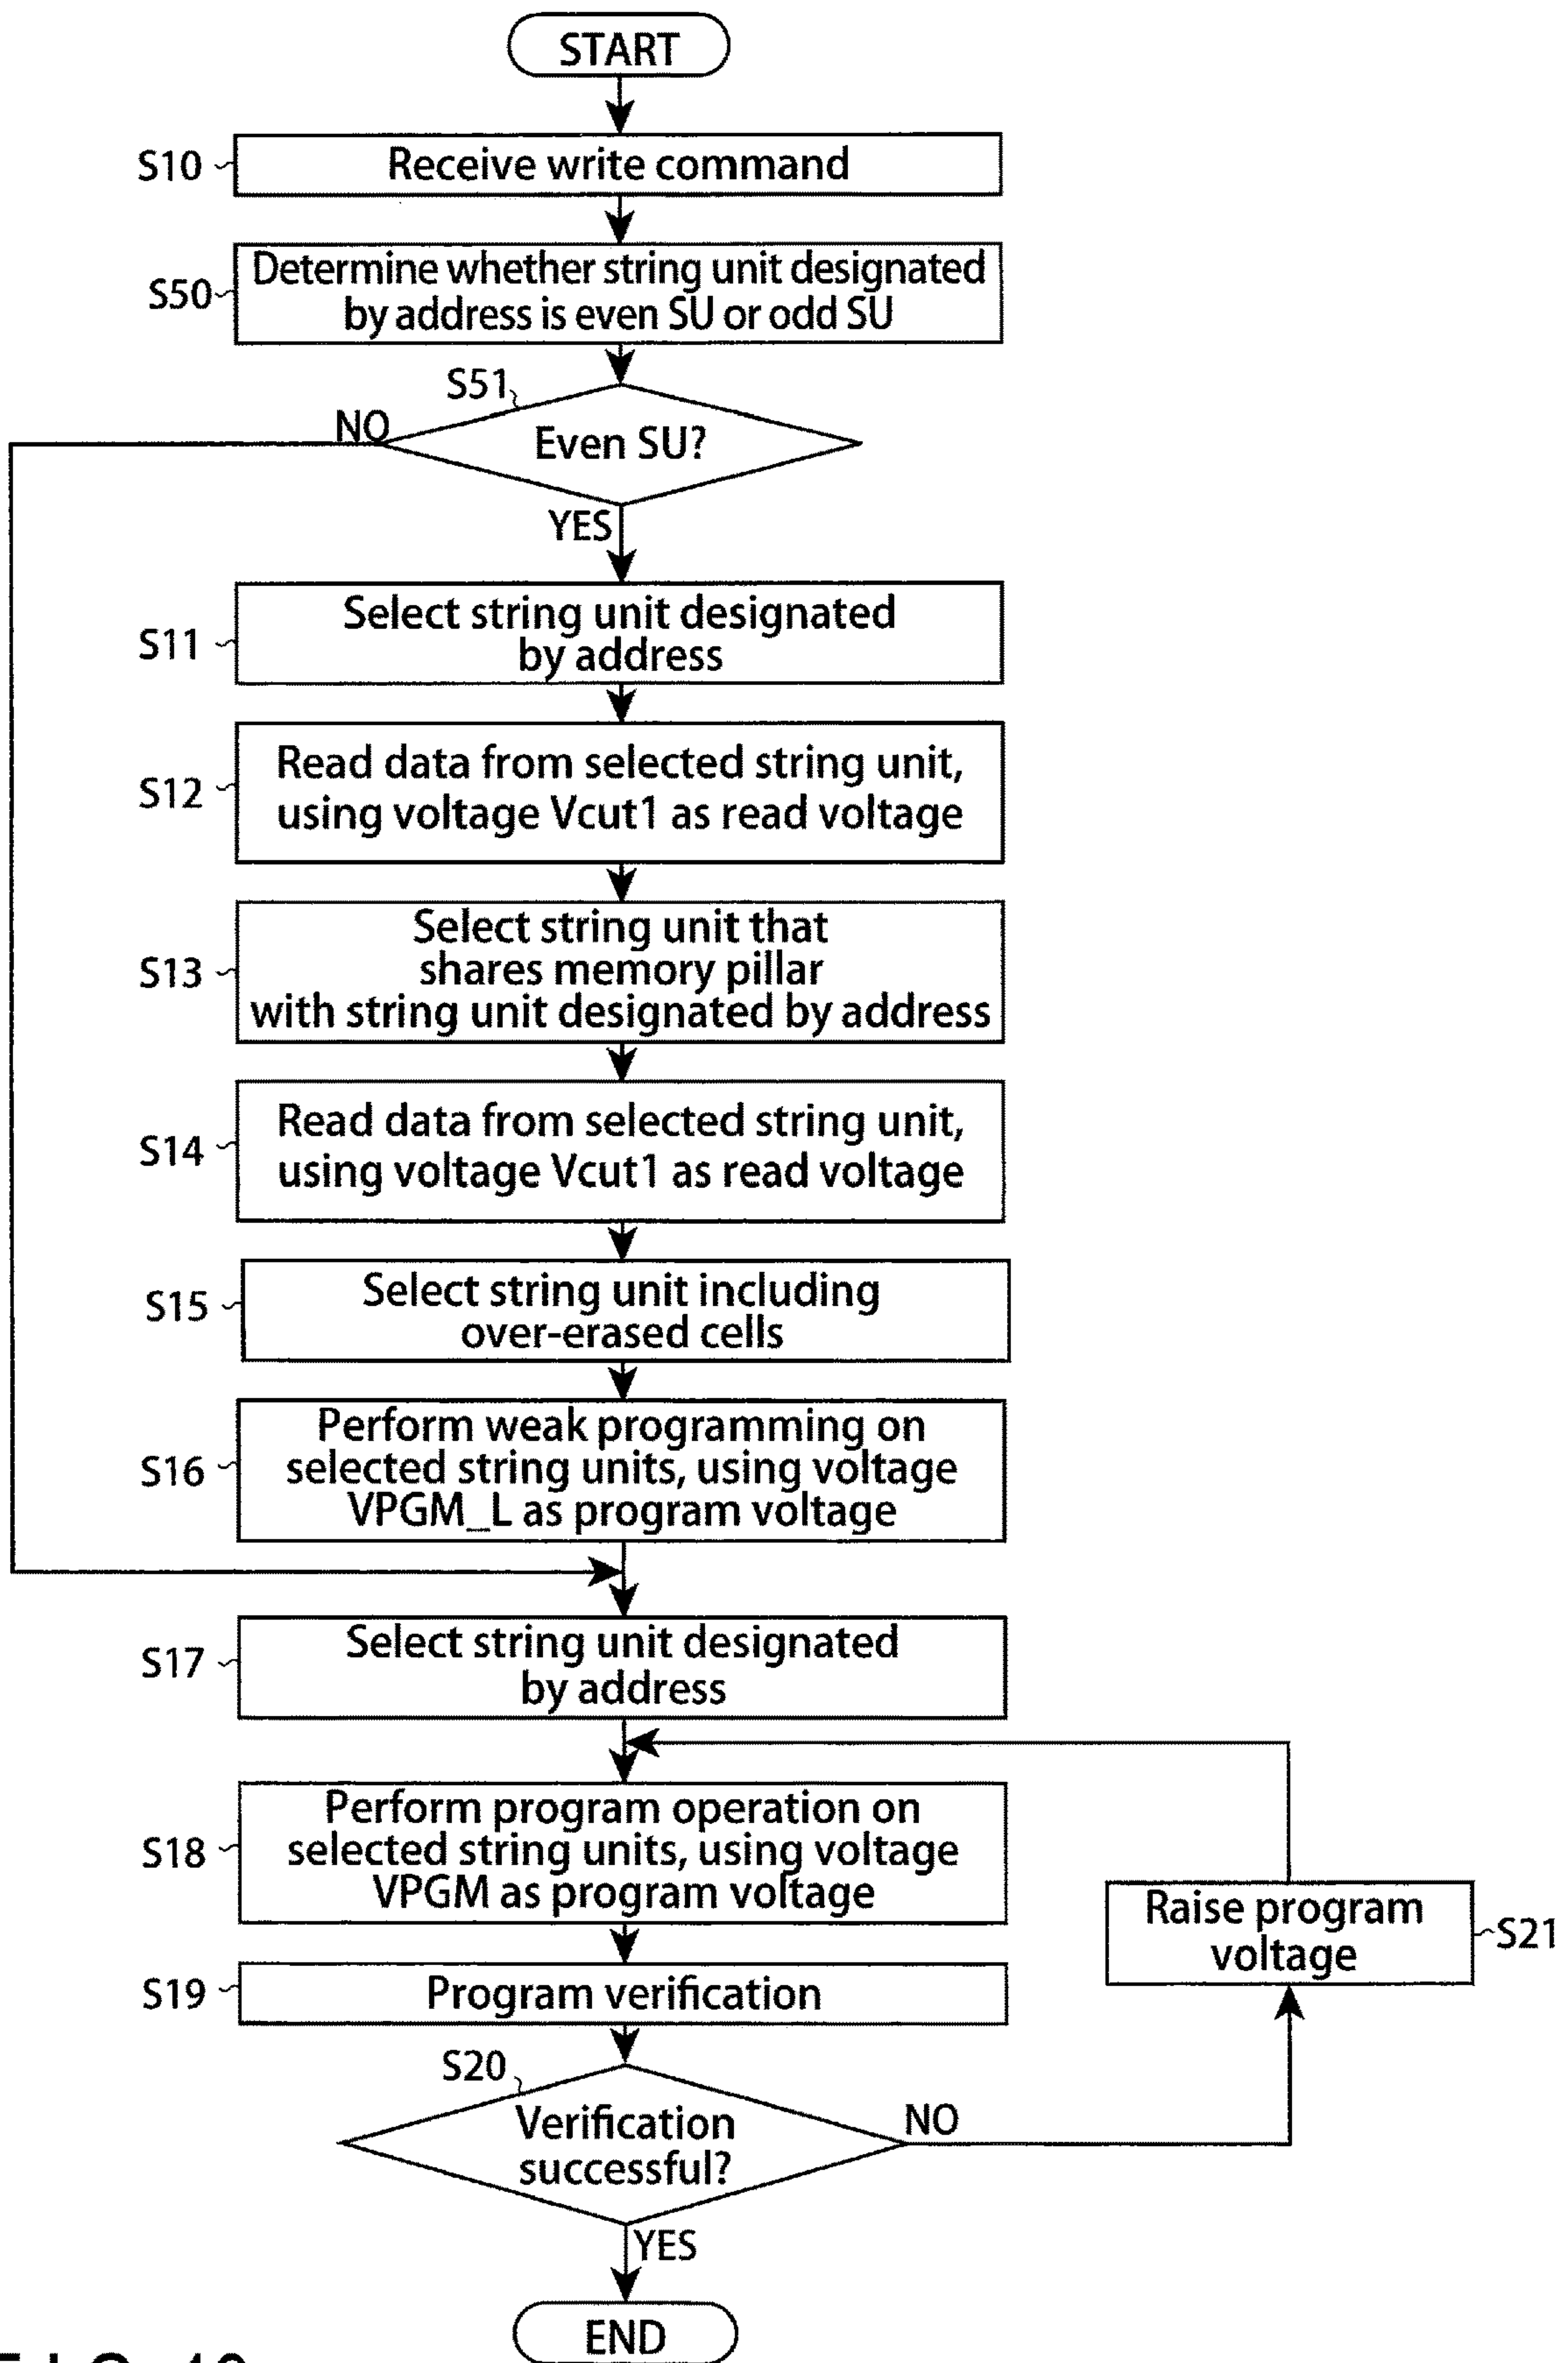 START
S10
Receive write command
S50
Determine whether string unit designated
by address is even SU or odd SU
S51
NO
Even SU?
YES
S11
Select string unit designated
by address
S12
Read data from selected string unit,
using voltage Vcut1 as read voltage
S13
Select string unit that
shares memory pillar
with string unit designated by address
S14
Read data from selected string unit,
using voltage Vcut1 as read voltage
S15
Select string unit including
over-erased cells
S16
Perform weak programming on
selected string units, using voltage
VPGM_L as program voltage
S17
Select string unit designated
by address
S18
Perform program operation on
selected string units, using voltage
VPGM as program voltage
Raise program
voltage
S21
S19
Program verification
S20
Verification
successful?
NO
YES
END